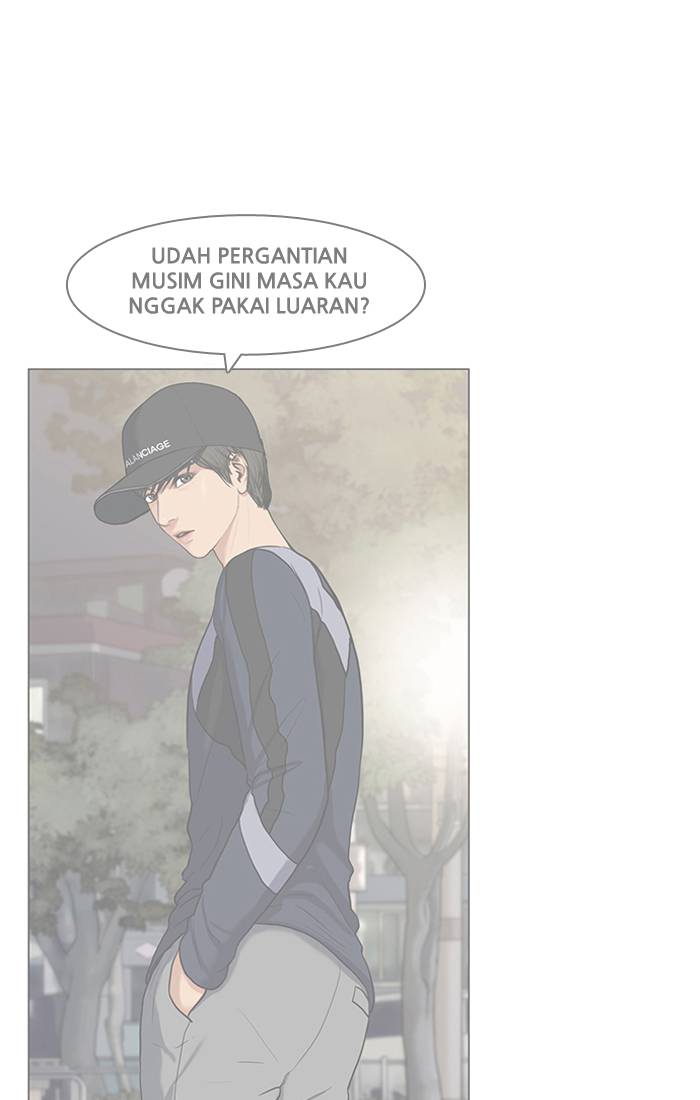 UDAH PERGANTIAN
MUSIM GINI MASA KAU
NGGAK PAKAI LUARAN?
ALANCIAGE